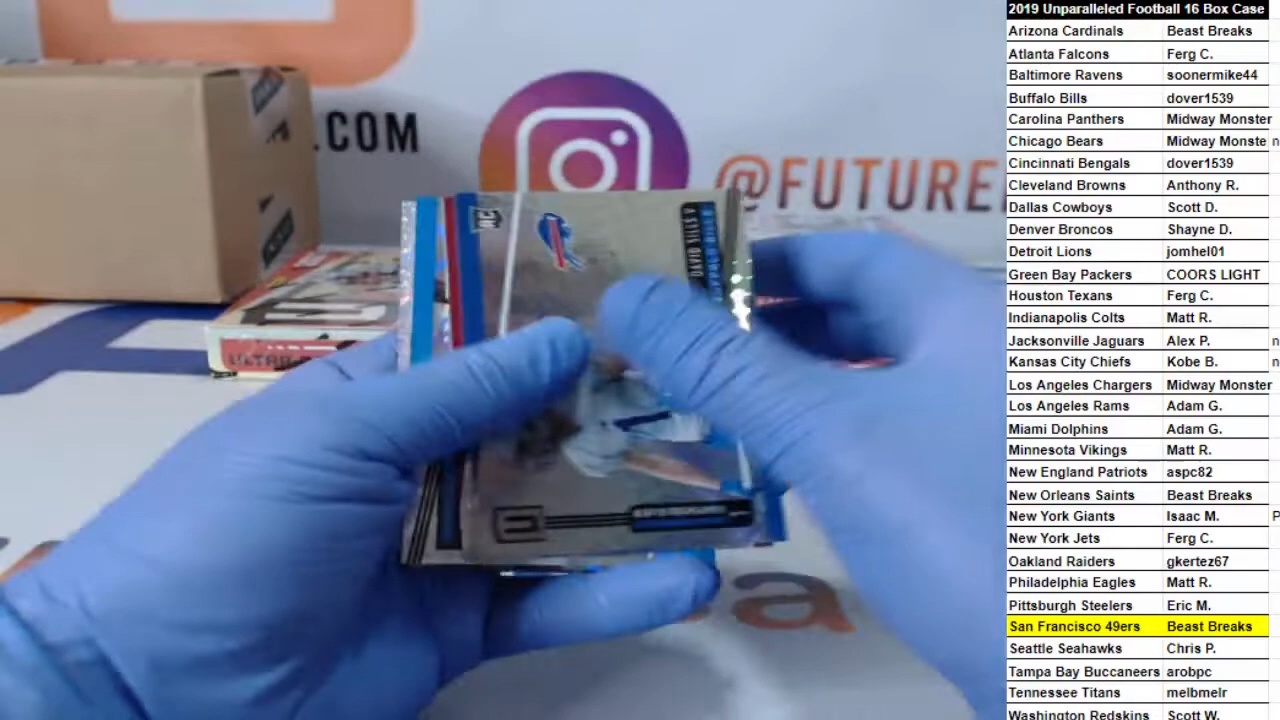 2019 Unparalleled Football 16 Box Case
Arizona Cardinals Beast Breaks
Atlanta Falcons Ferg C.
Baltimore Ravens soonermike44
Buffalo Bills dover1539
Carolina Panthers Midway Monster
Chicago Bears Midway Monste n
Cincinnati Bengals dover1539
Cleveland Browns Anthony R.
Dallas Cowboys Scott D.
Denver Broncos Shayne D.
Detroit Lions jomhel01
Green Bay Packers COORS LIGHT
Houston Texans Ferg C.
Indianapolis Colts Matt R.
Jacksonville Jaguars Alex P. n
Kansas City Chiefs Kobe B. n
Los Angeles Chargers Midway Monster
Los Angeles Rams Adam G.
Miami Dolphins Adam G.
Minnesota Vikings Matt R.
New England Patriots aspc82
New Orleans Saints Beast Breaks
New York Giants Isaac M. P
New York Jets Ferg C.
Oakland Raiders gkertez67
Philadelphia Eagles Matt R.
Pittsburgh Steelers Eric M.
San Francisco 49ers Beast Breaks
Seattle Seahawks Chris P.
Tampa Bay Buccaneers arobpc
Tennessee Titans melbmelr
Washington Redskins Scott W.
.COM
@FUTURE
RC
DAVID SILLS V
BUFFALO BILLS
a